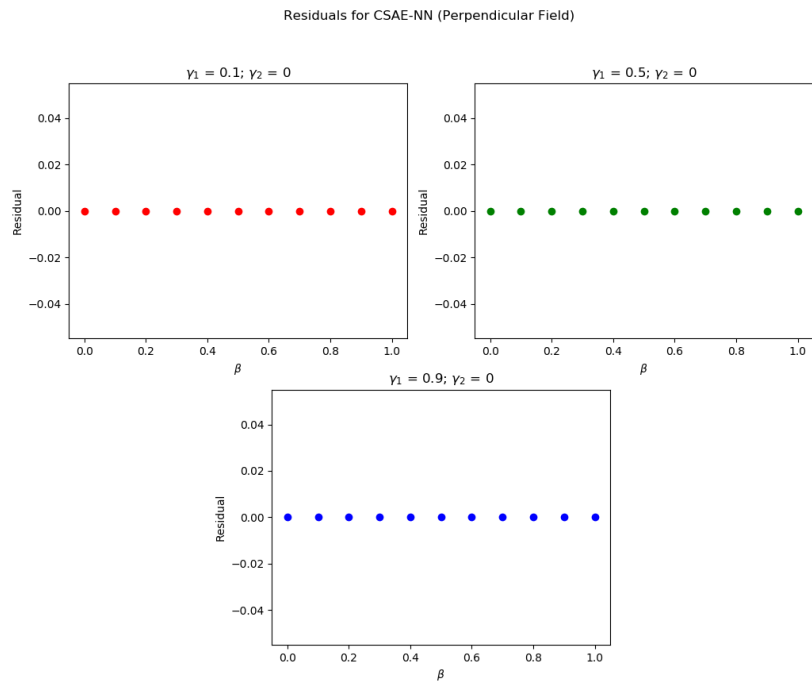 Residuals for CSAE-NN (Perpendicular Field)
γ₁ = 0.1; γ₂ = 0
Residual
0.04
0.02
0.00
−0.02
−0.04
0.0 0.2 0.4 0.6 0.8 1.0
β
γ₁ = 0.5; γ₂ = 0
Residual
0.04
0.02
0.00
−0.02
−0.04
0.0 0.2 0.4 0.6 0.8 1.0
β
γ₁ = 0.9; γ₂ = 0
Residual
0.04
0.02
0.00
−0.02
−0.04
0.0 0.2 0.4 0.6 0.8 1.0
β